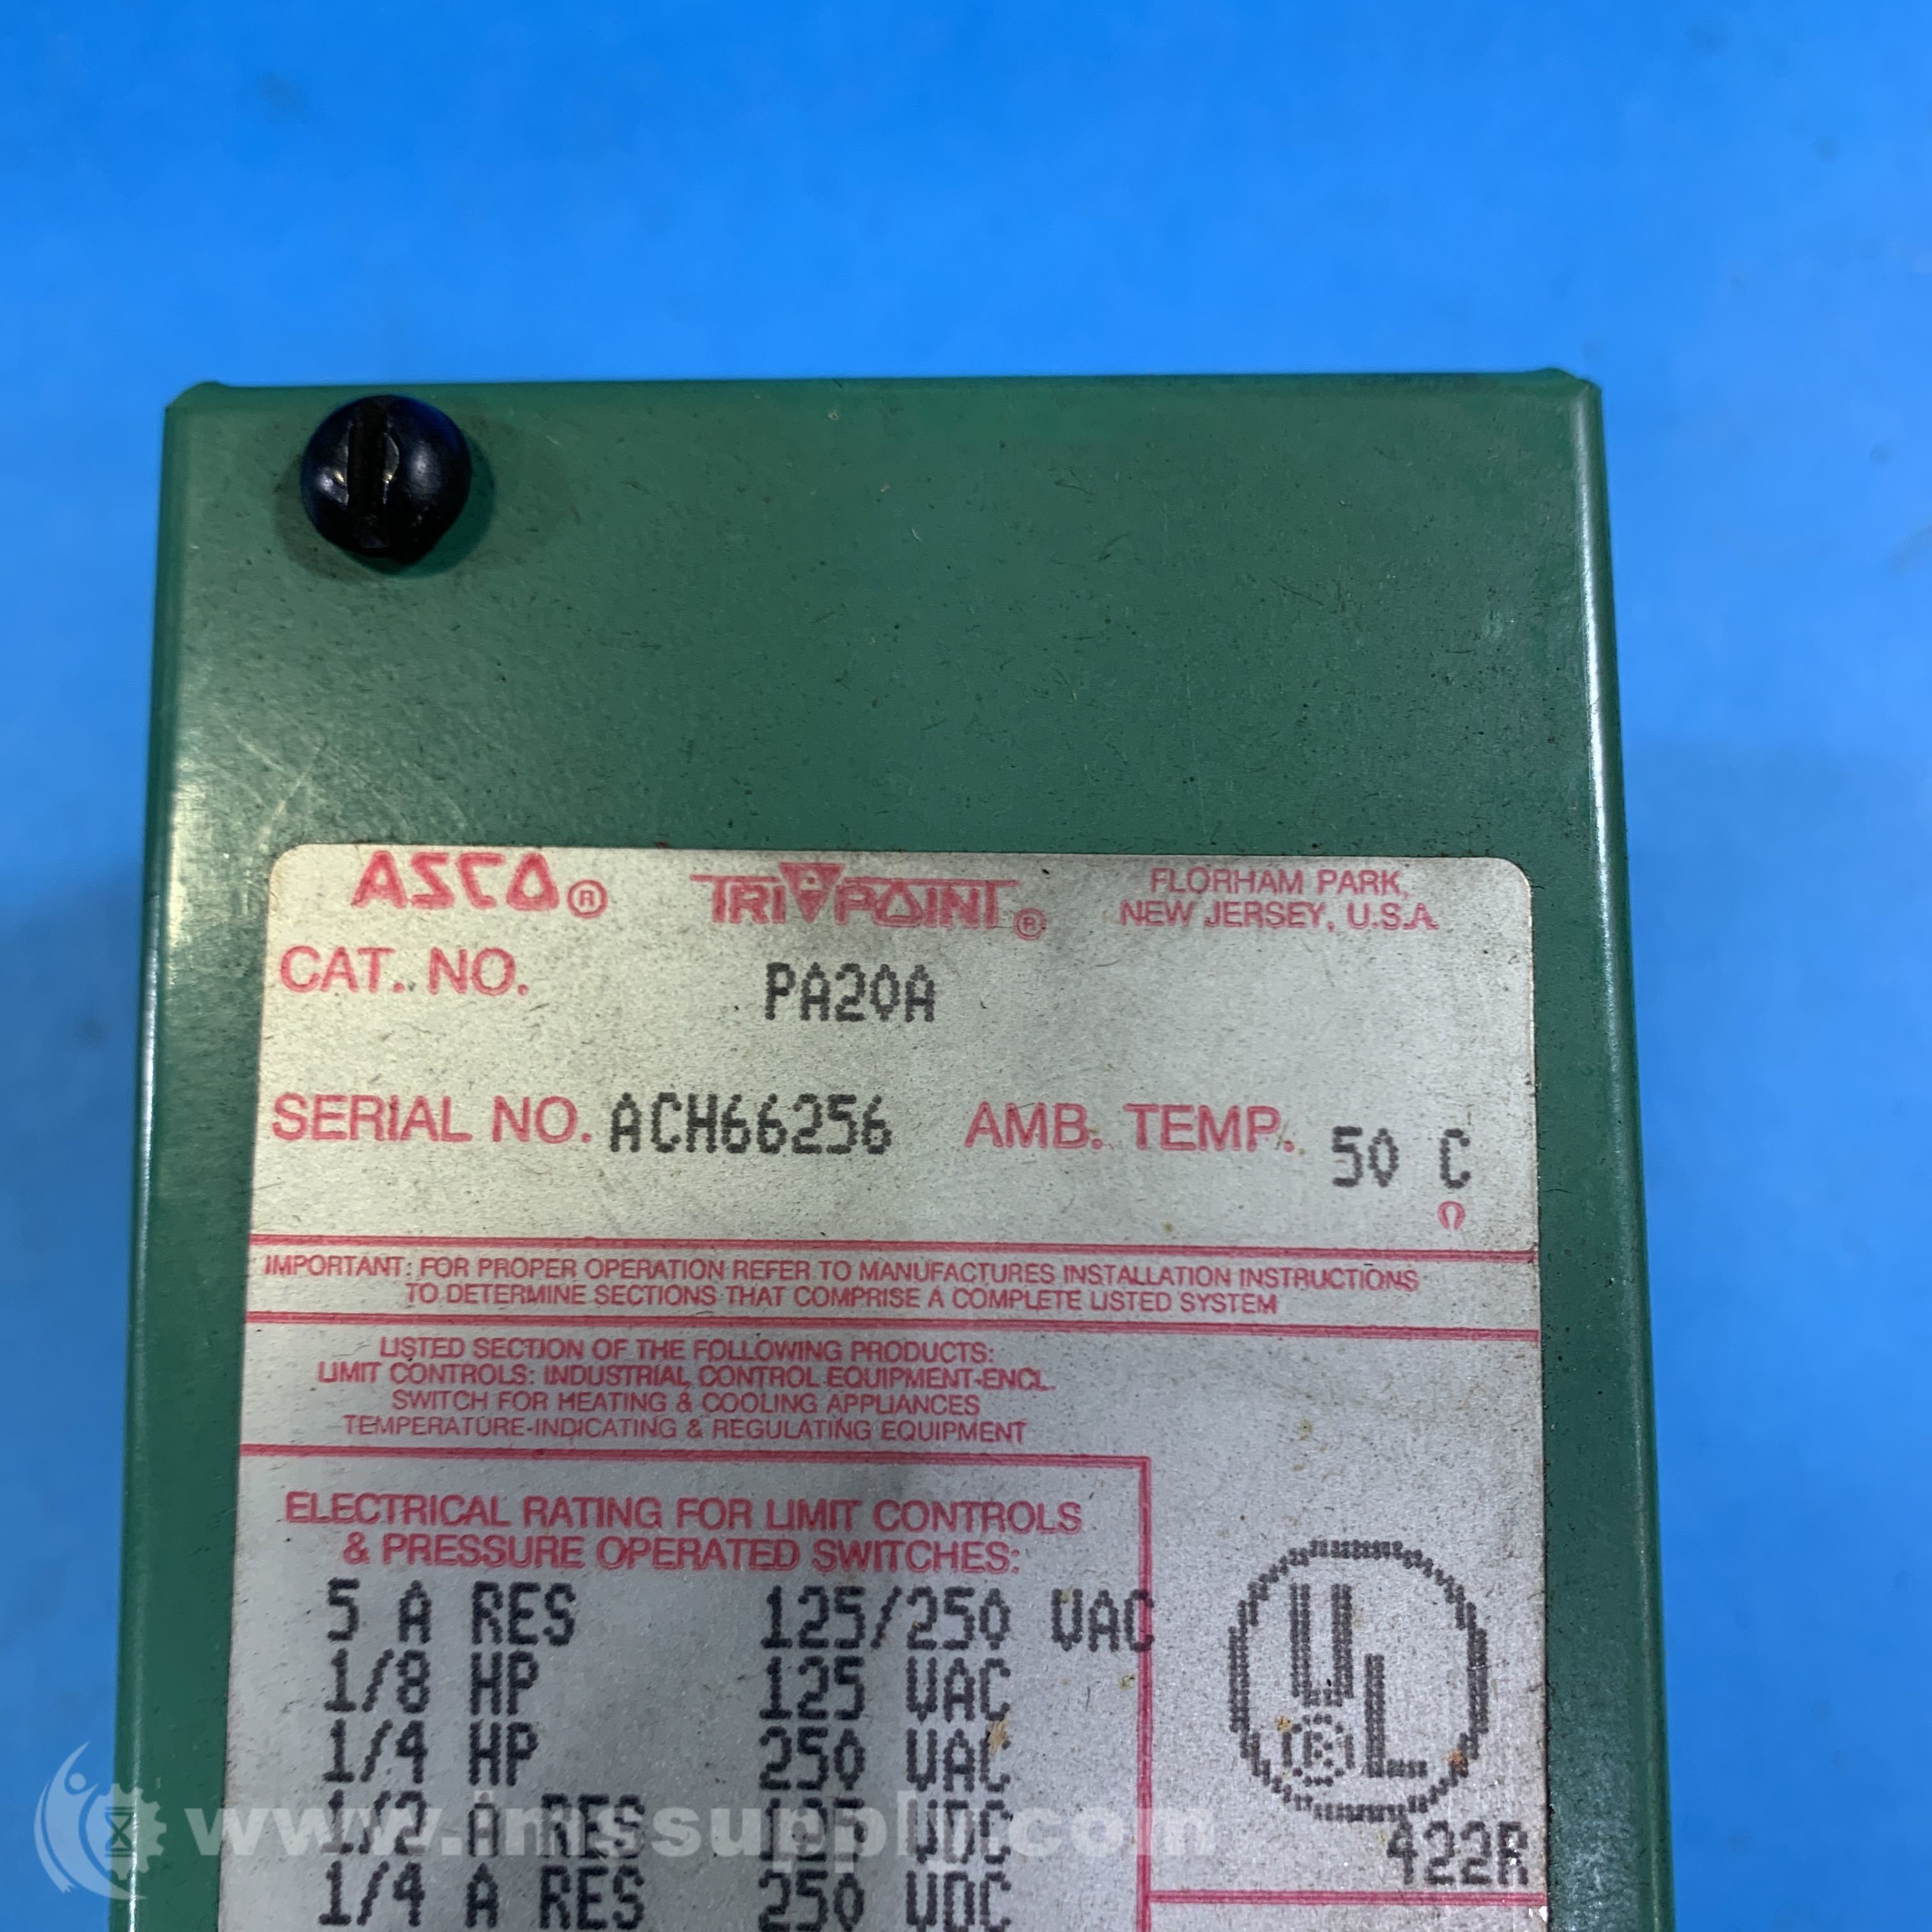 ASCO® TRI POINT® FLORHAM PARK,
NEW JERSEY, U.S.A.
CAT. NO. PA20A
SERIAL NO. ACH66256 AMB. TEMP. 50 C
IMPORTANT: FOR PROPER OPERATION REFER TO MANUFACTURES INSTALLATION INSTRUCTIONS
TO DETERMINE SECTIONS THAT COMPRISE A COMPLETE LISTED SYSTEM
LISTED SECTION OF THE FOLLOWING PRODUCTS:
LIMIT CONTROLS: INDUSTRIAL CONTROL EQUIPMENT-ENCL.
SWITCH FOR HEATING & COOLING APPLIANCES
TEMPERATURE-INDICATING & REGULATING EQUIPMENT
ELECTRICAL RATING FOR LIMIT CONTROLS
& PRESSURE OPERATED SWITCHES:
5 A RES 125/250 VAC
1/8 HP 125 VAC
1/4 HP 250 VAC
1/2 A RES 125 VDC
1/4 A RES 250 VDC
UL ®
422R
www.imssupply.com